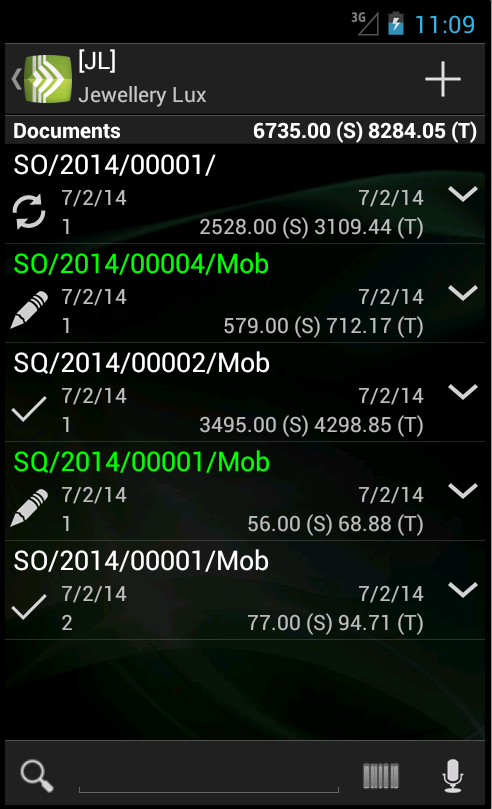 3G 11:09
[JL]
Jewellery Lux
Documents 6735.00 (S) 8284.05 (T)
SO/2014/00001/
7/2/14 7/2/14
1 2528.00 (S) 3109.44 (T)
SO/2014/00004/Mob
7/2/14 7/2/14
1 579.00 (S) 712.17 (T)
SQ/2014/00002/Mob
7/2/14 7/2/14
1 3495.00 (S) 4298.85 (T)
SQ/2014/00001/Mob
7/2/14 7/2/14
1 56.00 (S) 68.88 (T)
SO/2014/00001/Mob
7/2/14 7/2/14
2 77.00 (S) 94.71 (T)